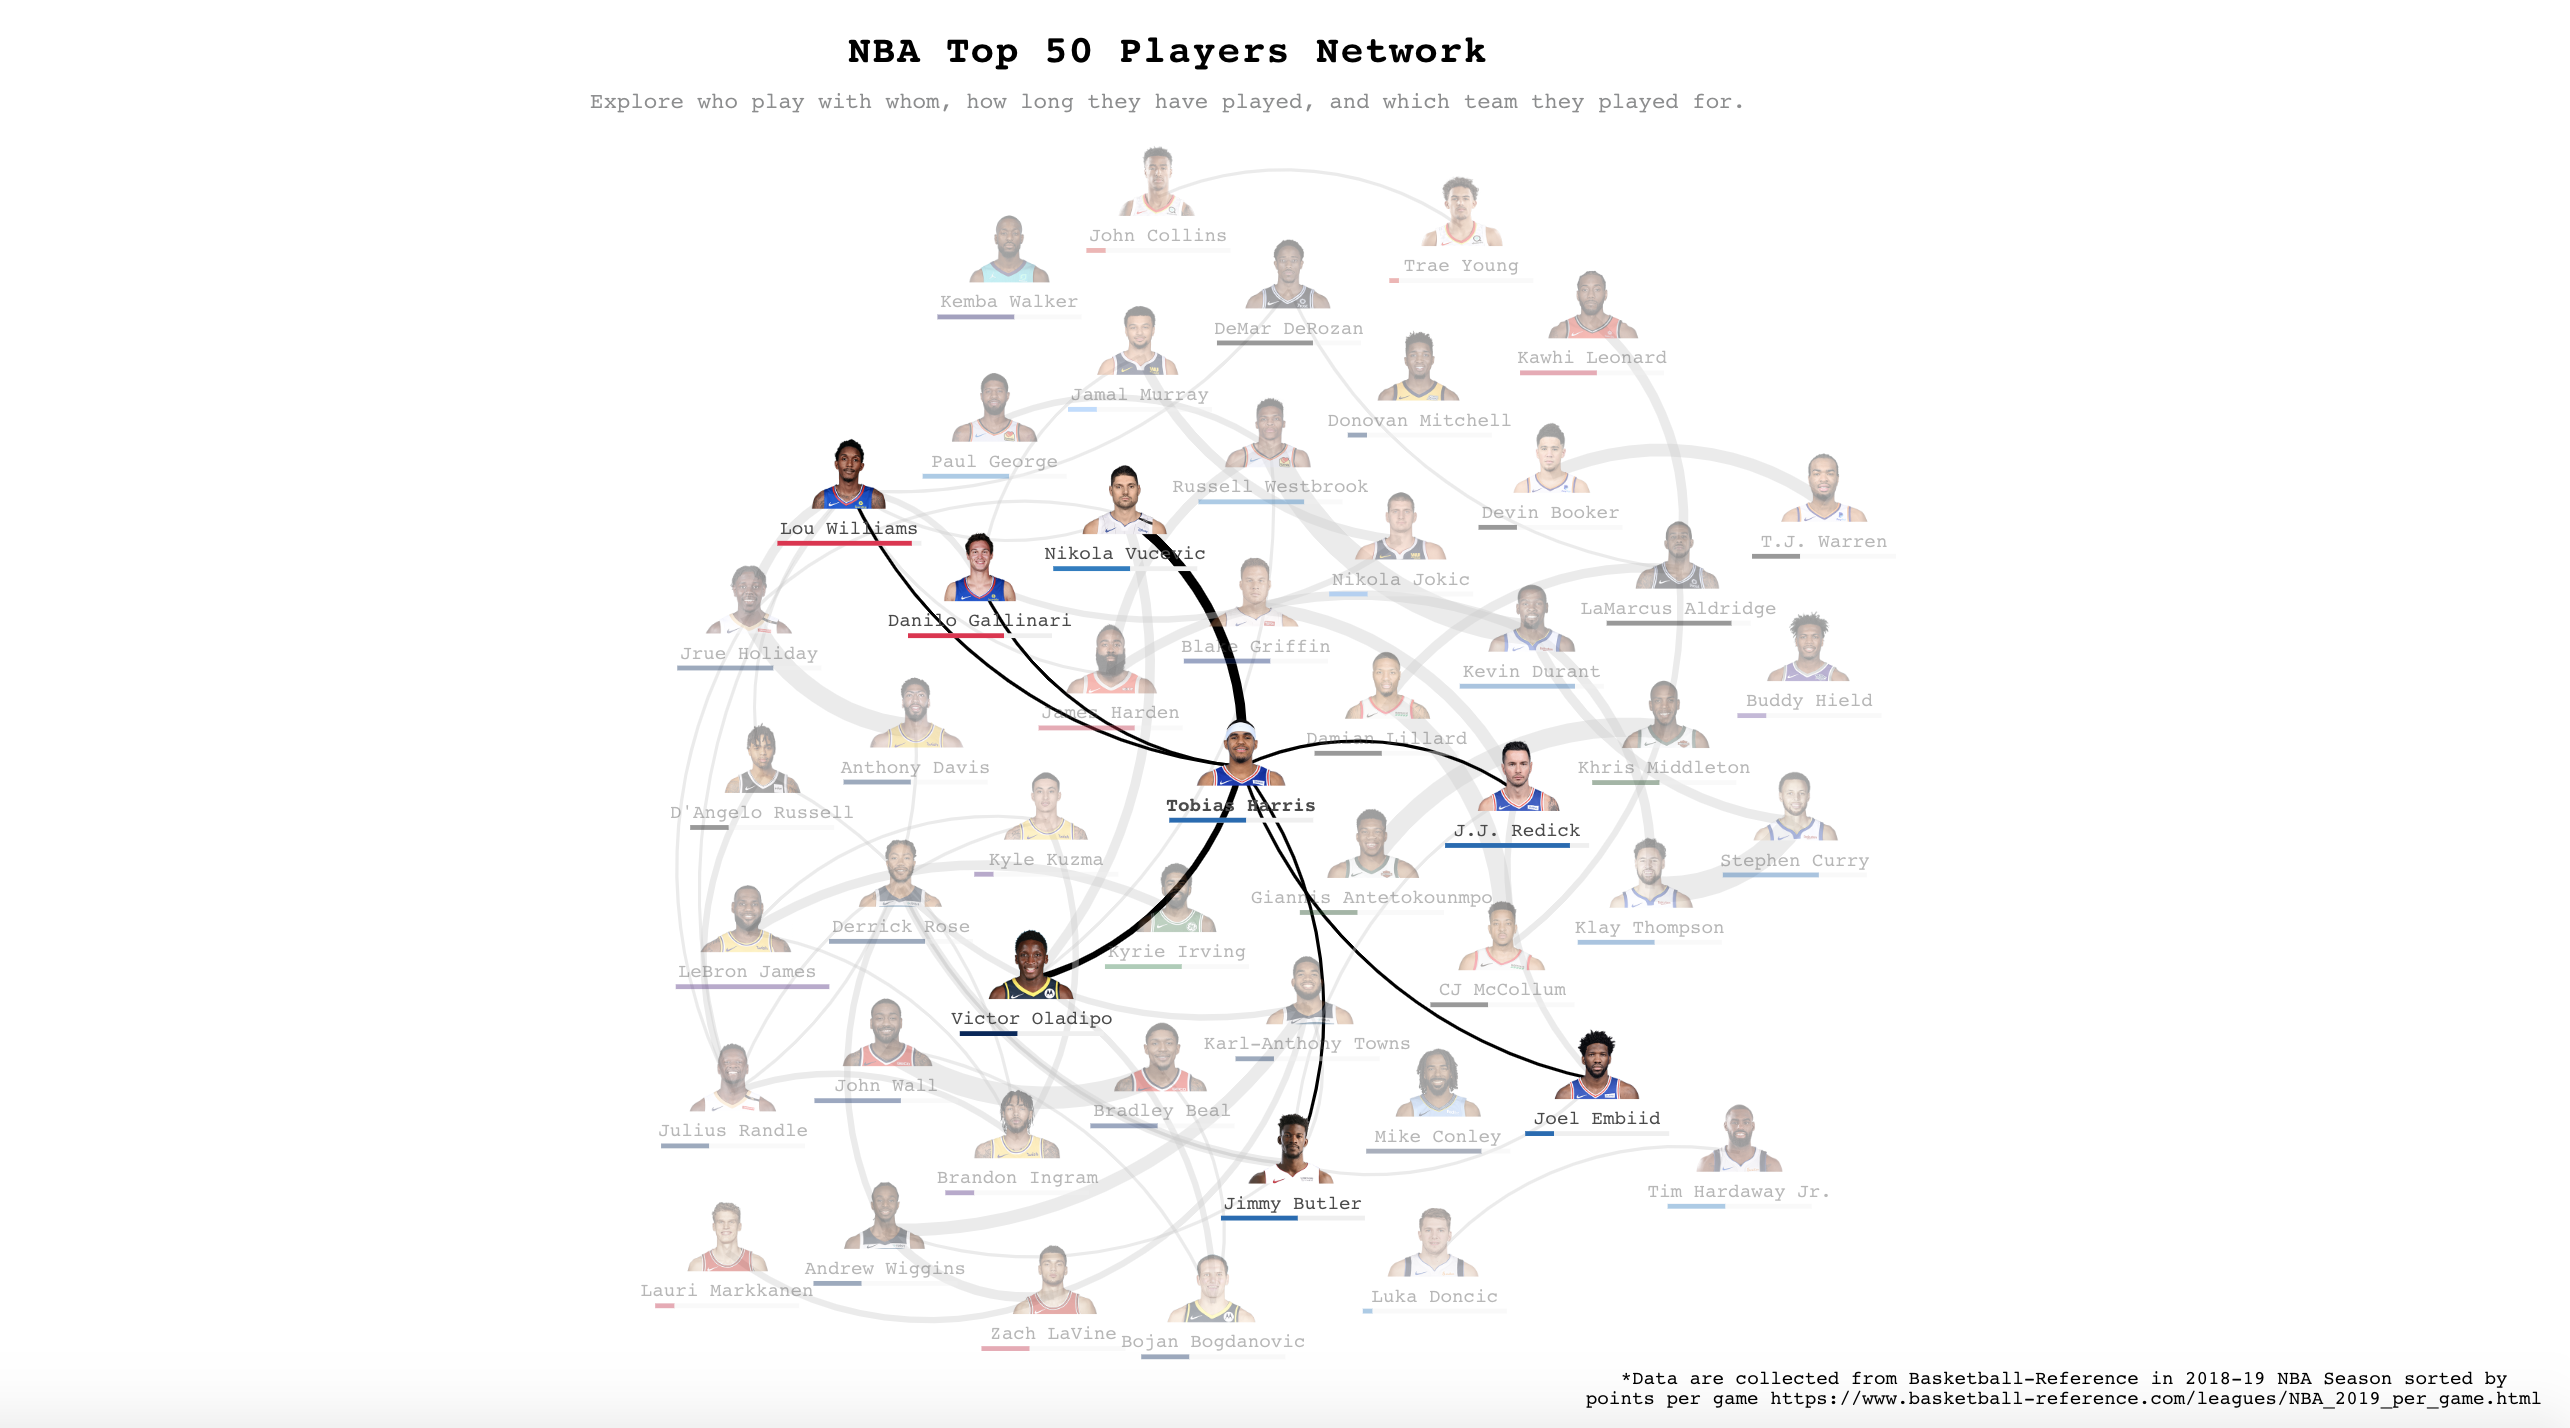 NBA Top 50 Players Network
Explore who play with whom, how long they have played, and which team they played for.
John Collins
Trae Young
Kemba Walker
DeMar DeRozan
Kawhi Leonard
Jamal Murray
Donovan Mitchell
Paul George
Russell Westbrook
Devin Booker
Lou Williams
T.J. Warren
Nikola Vucevic
Nikola Jokic
LaMarcus Aldridge
Danilo Gallinari
Blake Griffin
Jrue Holiday
Kevin Durant
Buddy Hield
James Harden
Damian Lillard
Anthony Davis
Khris Middleton
Tobias Harris
D'Angelo Russell
J.J. Redick
Kyle Kuzma
Stephen Curry
Giannis Antetokounmpo
Derrick Rose
Klay Thompson
Kyrie Irving
LeBron James
CJ McCollum
Victor Oladipo
Karl-Anthony Towns
John Wall
Bradley Beal
Joel Embiid
Julius Randle
Mike Conley
Brandon Ingram
Tim Hardaway Jr.
Jimmy Butler
Andrew Wiggins
Lauri Markkanen
Luka Doncic
Zach LaVine
Bojan Bogdanovic
*Data are collected from Basketball-Reference in 2018-19 NBA Season sorted by
points per game https://www.basketball-reference.com/leagues/NBA_2019_per_game.html